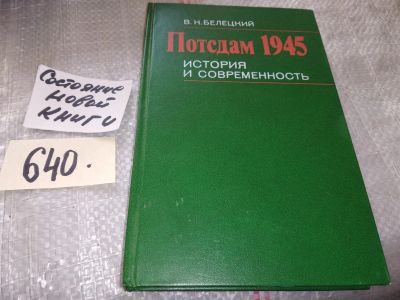 В. Н. БЕЛЕЦКИЙ
Потсдам 1945
ИСТОРИЯ
И СОВРЕМЕННОСТЬ
Состояние
новой
книги
640.